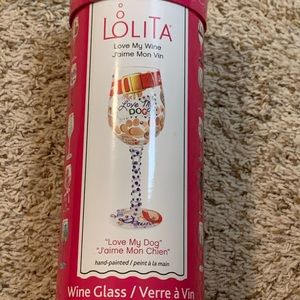 LOLITA
Love My Wine
J'aime Mon Vin
Love My
DOG
"Love My Dog"
"J'aime Mon Chien"
hand-painted / peint à la main
Wine Glass / Verre à Vin